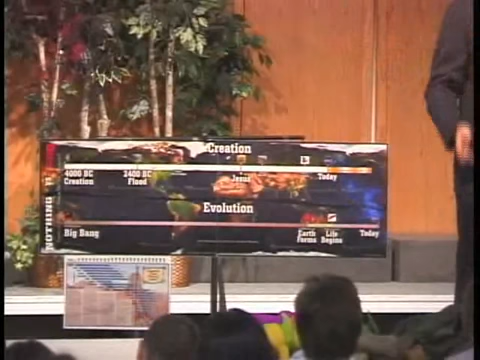 Creation
4000 BC
Creation
2400 BC
Flood
Jesus
Today
Evolution
NOTHING
Big Bang
Earth
Forms
Life
Begins
Today